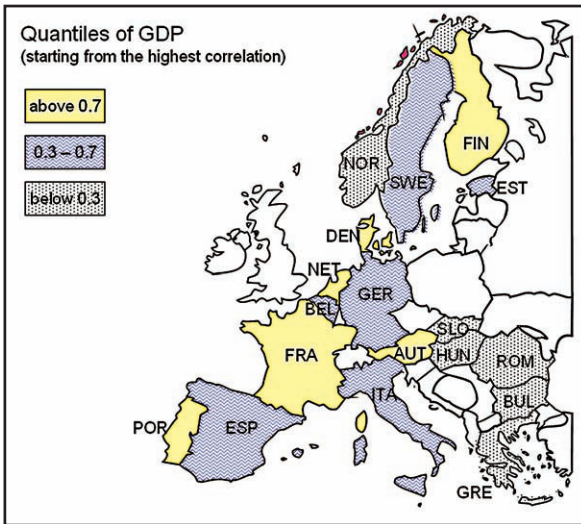 Quantiles of GDP
(starting from the highest correlation)
above 0.7
0.3 – 0.7
below 0.3
FIN
NOR
SWE
EST
DEN
NET
GER
BEL
SLO
FRA
AUT
HUN
ROM
ITA
BUL
POR
ESP
GRE